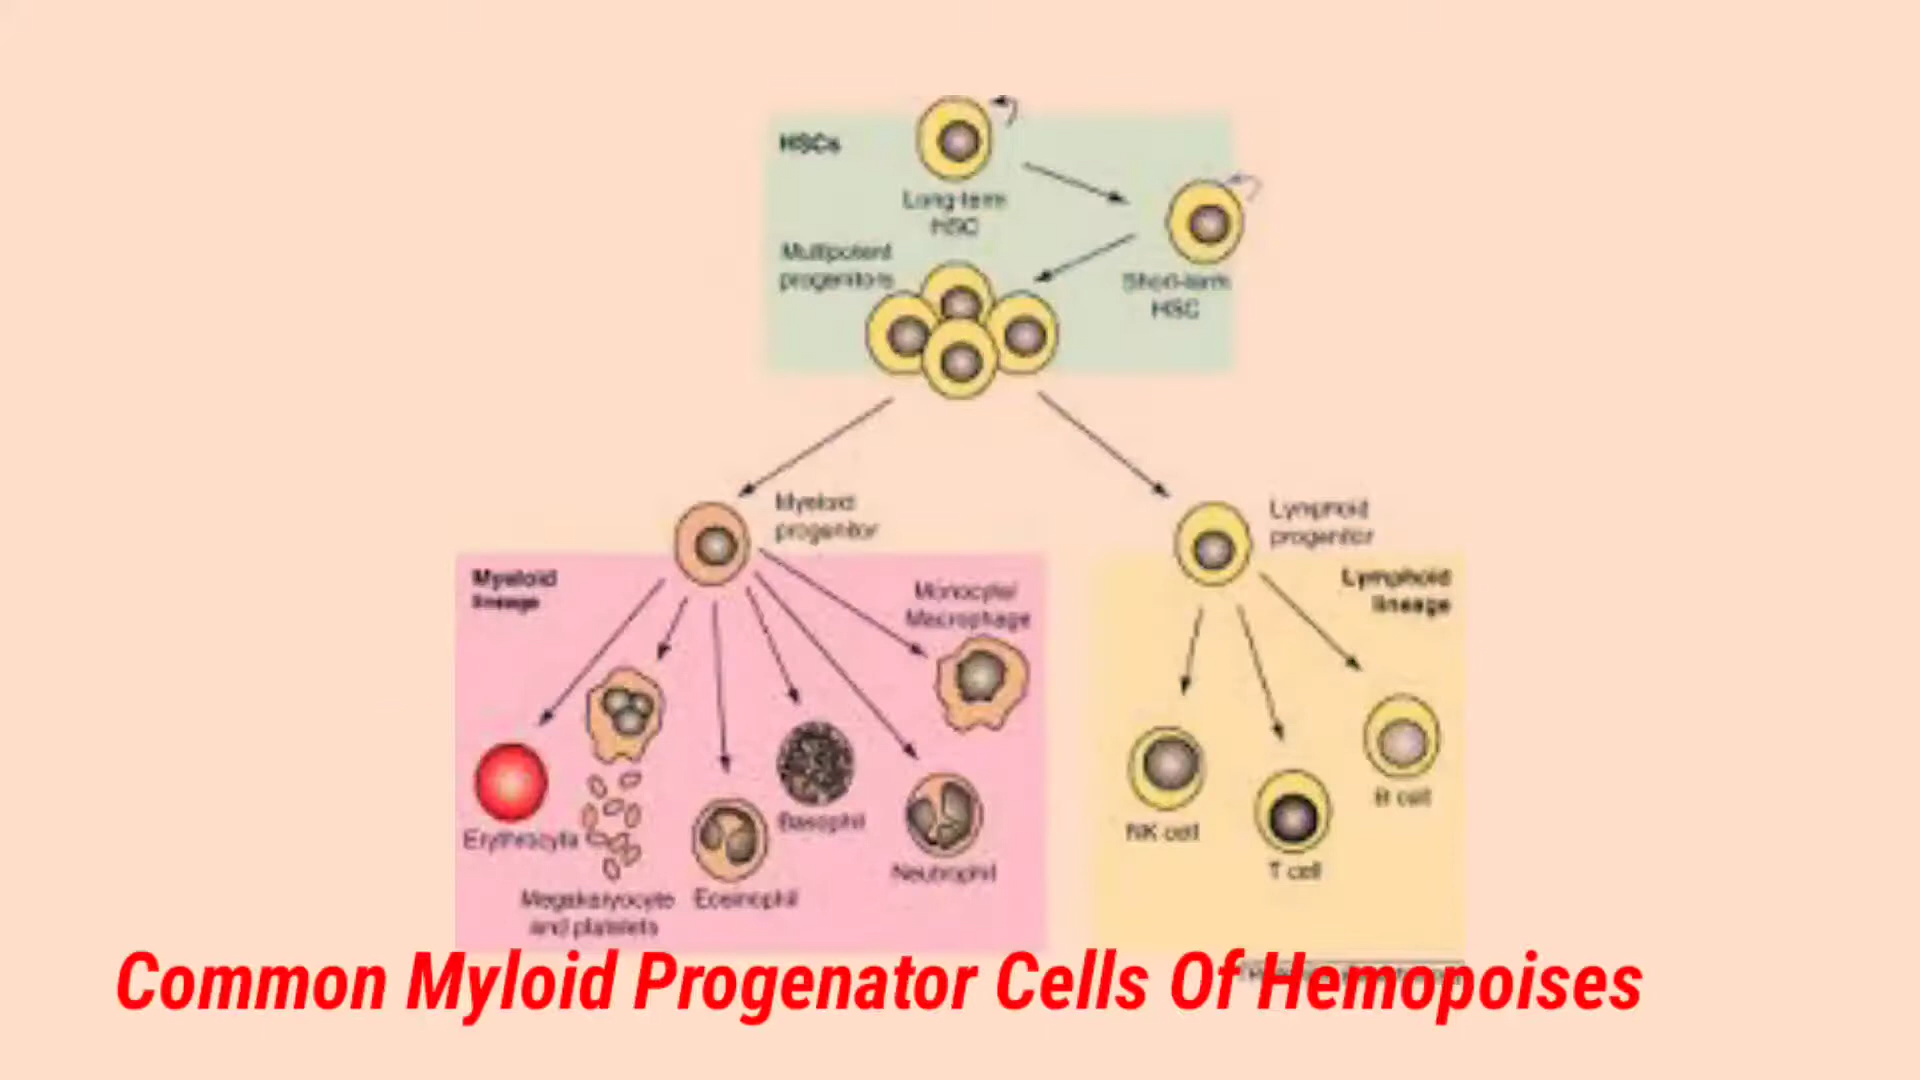 HSCs
Long-term
HSC
Multipotent
progenitors
Short-term
HSC
Myeloid
progenitor
Lymphoid
progenitor
Myeloid
lineage
Monocyte/
Macrophage
Lymphoid
lineage
Erythrocyte
Megakaryocyte
and platelets
Eosinophil
Basophil
Neutrophil
NK cell
T cell
B cell
Common Myloid Progenator Cells Of Hemopoises